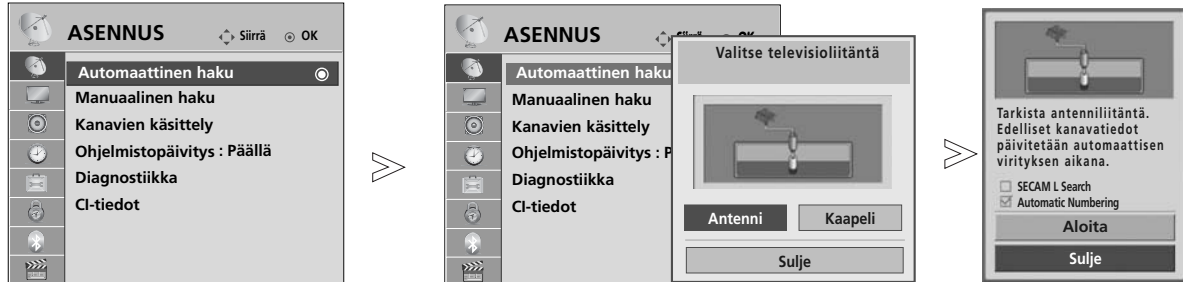 ASENNUS Siirrä OK
Automaattinen haku
Manuaalinen haku
Kanavien käsittely
Ohjelmistopäivitys : Päällä
Diagnostiikka
CI-tiedot
ASENNUS
Automaattinen haku
Manuaalinen haku
Kanavien käsittely
Ohjelmistopäivitys : P
Diagnostiikka
CI-tiedot
Valitse televisioliitäntä
Antenni Kaapeli
Sulje
Tarkista antenniliitäntä.
Edelliset kanavatiedot
päivitetään automaattisen
virityksen aikana.
SECAM L Search
Automatic Numbering
Aloita
Sulje